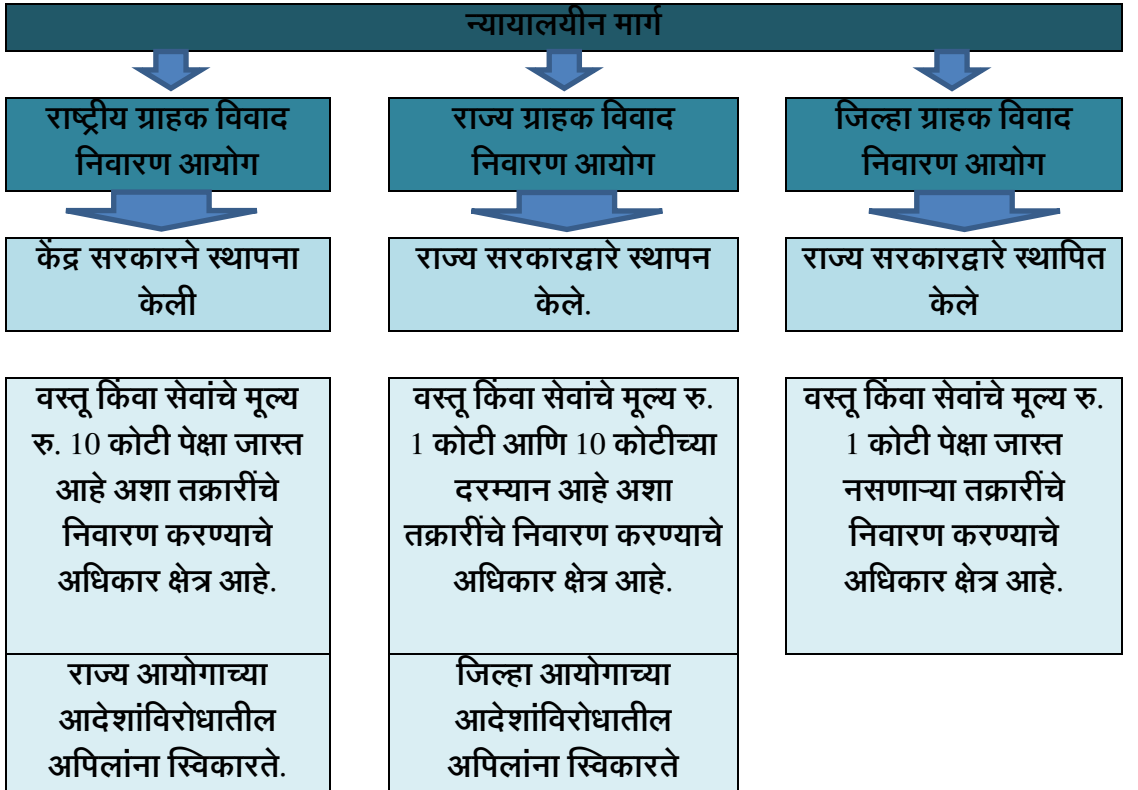 न्यायालयीन मार्ग
राष्ट्रीय ग्राहक विवाद
निवारण आयोग
राज्य ग्राहक विवाद
निवारण आयोग
जिल्हा ग्राहक विवाद
निवारण आयोग
केंद्र सरकारने स्थापना
केली
राज्य सरकारद्वारे स्थापन
केले.
राज्य सरकारद्वारे स्थापित
केले
वस्तू किंवा सेवांचे मूल्य
रु. 10 कोटी पेक्षा जास्त
आहे अशा तक्रारींचे
निवारण करण्याचे
अधिकार क्षेत्र आहे.
वस्तू किंवा सेवांचे मूल्य रु.
1 कोटी आणि 10 कोटीच्या
दरम्यान आहे अशा
तक्रारींचे निवारण करण्याचे
अधिकार क्षेत्र आहे.
वस्तू किंवा सेवांचे मूल्य रु.
1 कोटी पेक्षा जास्त
नसणाऱ्या तक्रारींचे
निवारण करण्याचे
अधिकार क्षेत्र आहे.
राज्य आयोगाच्या
आदेशांविरोधातील
अपिलांना स्विकारते.
जिल्हा आयोगाच्या
आदेशांविरोधातील
अपिलांना स्विकारते